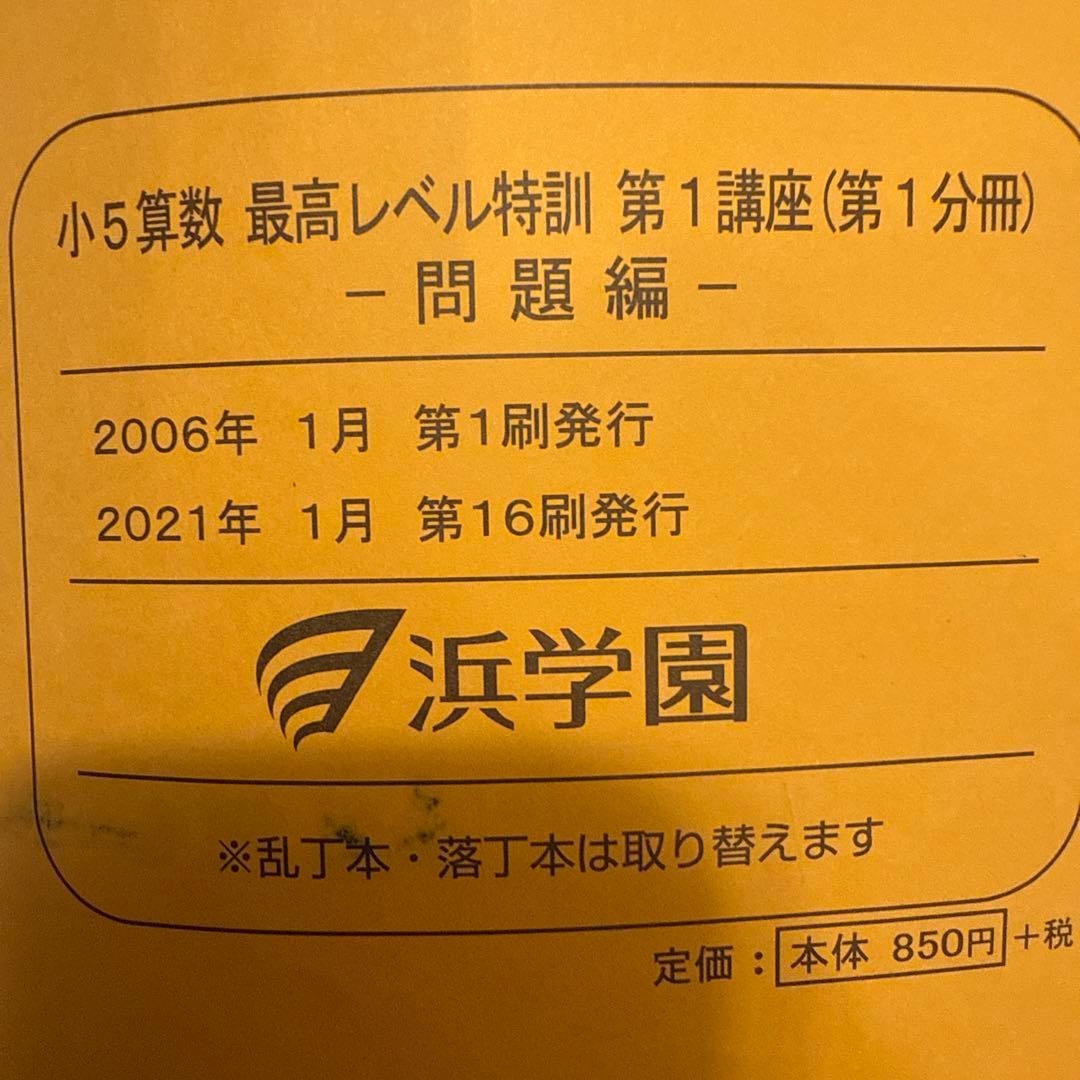 小5算数 最高レベル特訓 第1講座(第1分冊)
－問題編－
2006年 1月 第1刷発行
2021年 1月 第16刷発行
浜学園
※乱丁本・落丁本は取り替えます
定価：本体 850円+税